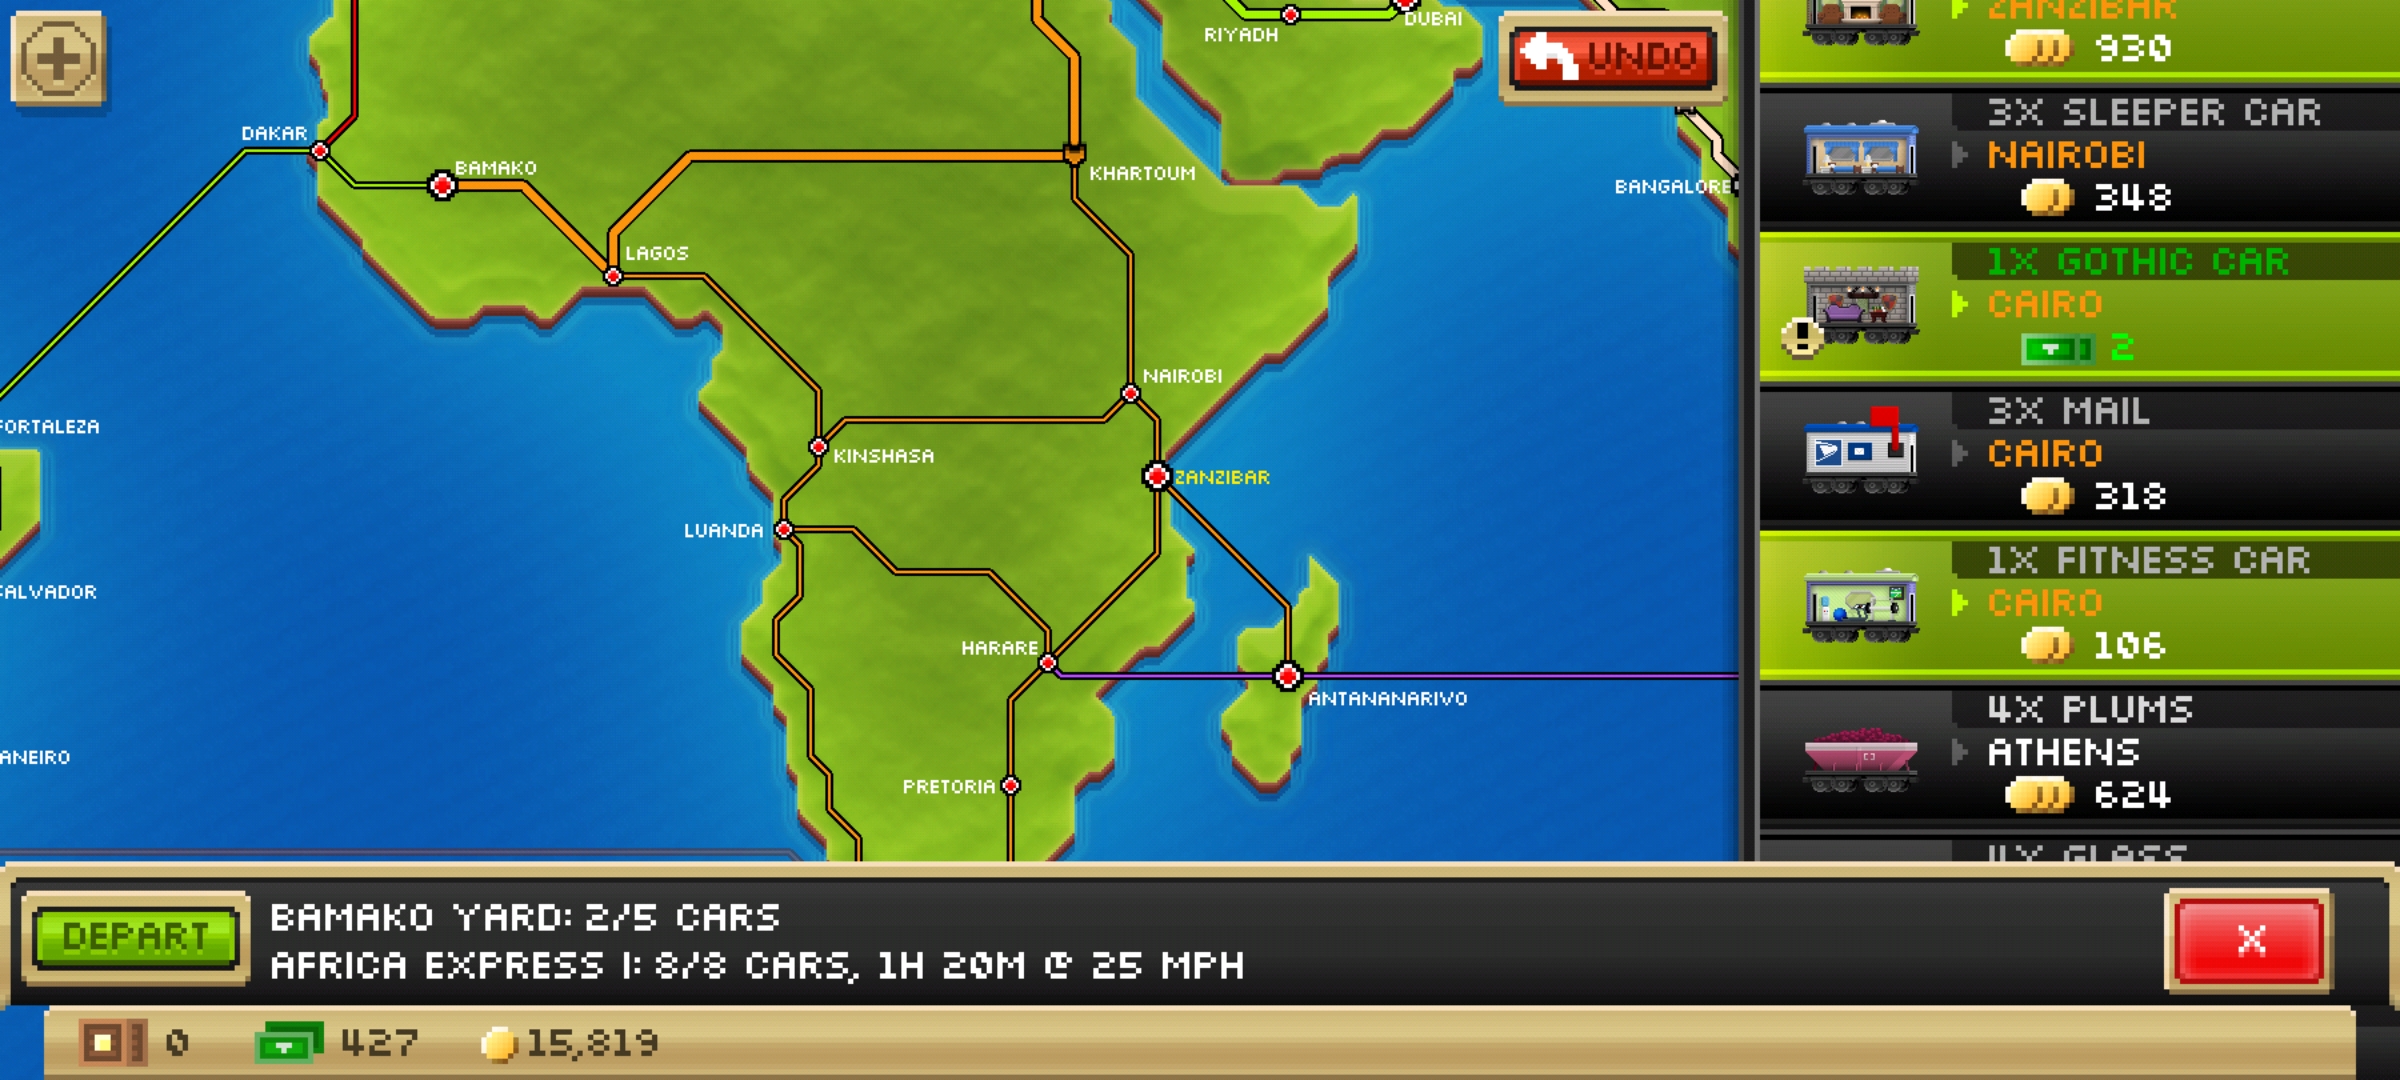 DUBAI
RIYADH
UNDO
DAKAR
BAMAKO
KHARTOUM
BANGALORE
LAGOS
NAIROBI
FORTALEZA
KINSHASA
ZANZIBAR
LUANDA
ALVADOR
HARARE
ANTANANARIVO
ANEIRO
PRETORIA
ZANZIBAR
930
3X SLEEPER CAR
NAIROBI
348
1X GOTHIC CAR
CAIRO
2
3X MAIL
CAIRO
318
1X FITNESS CAR
CAIRO
106
4X PLUMS
ATHENS
624
4X GLASS
DEPART
BAMAKO YARD: 2/5 CARS
AFRICA EXPRESS I: 8/8 CARS, 1H 20M @ 25 MPH
X
0
427
15,819